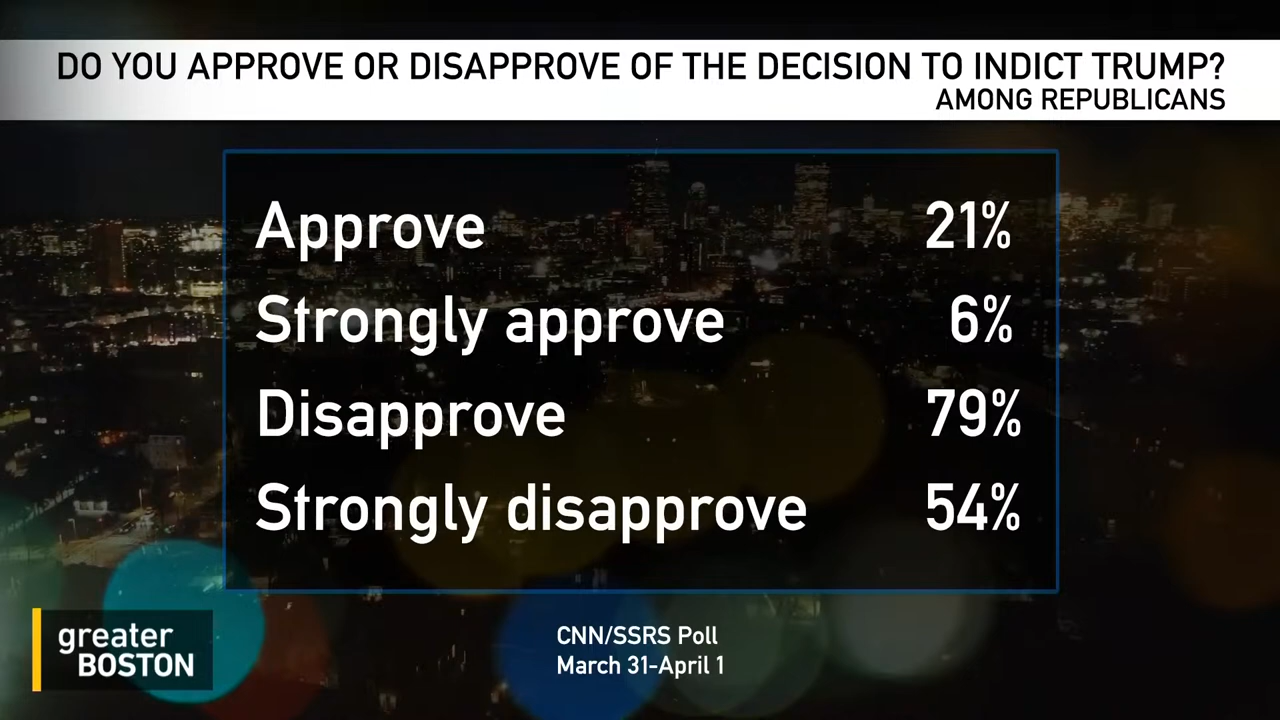 DO YOU APPROVE OR DISAPPROVE OF THE DECISION TO INDICT TRUMP?
AMONG REPUBLICANS
Approve 21%
Strongly approve 6%
Disapprove 79%
Strongly disapprove 54%
greater
BOSTON
CNN/SSRS Poll
March 31-April 1